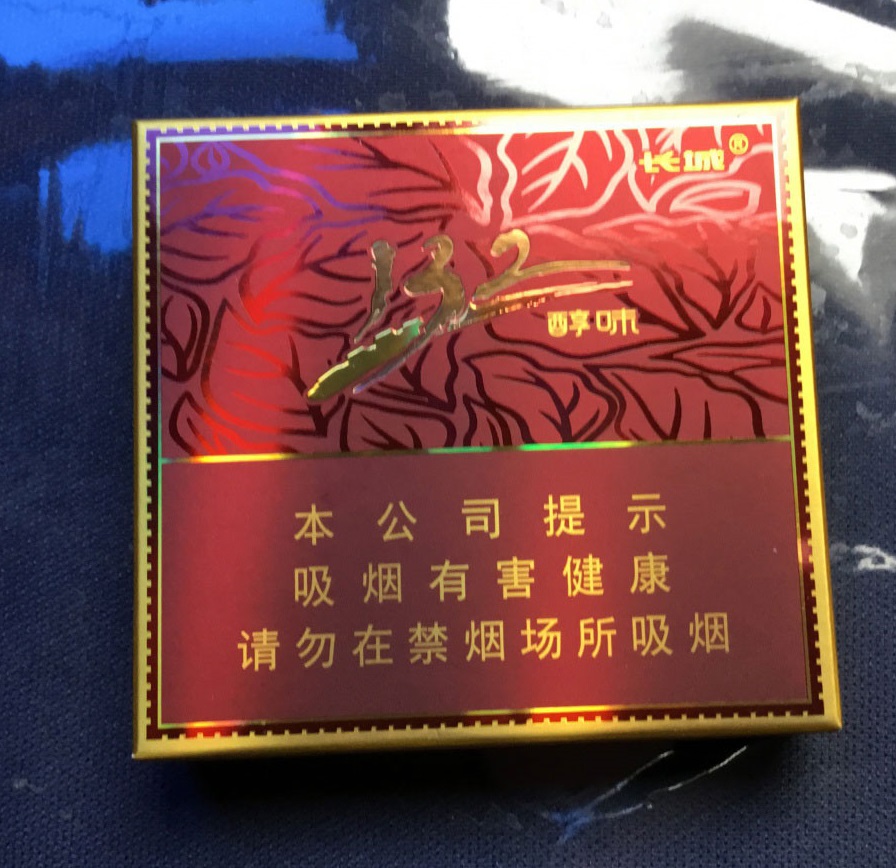 长城®
132
醇味
本公司提示
吸烟有害健康
请勿在禁烟场所吸烟